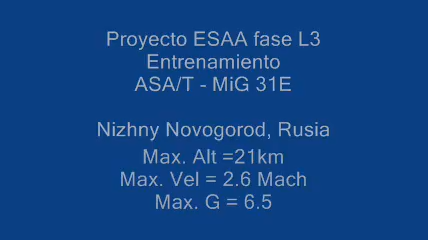 Proyecto ESAA fase L3
Entrenamiento
ASA/T - MiG 31E
Nizhny Novogorod, Rusia
Max. Alt =21km
Max. Vel = 2.6 Mach
Max. G = 6.5